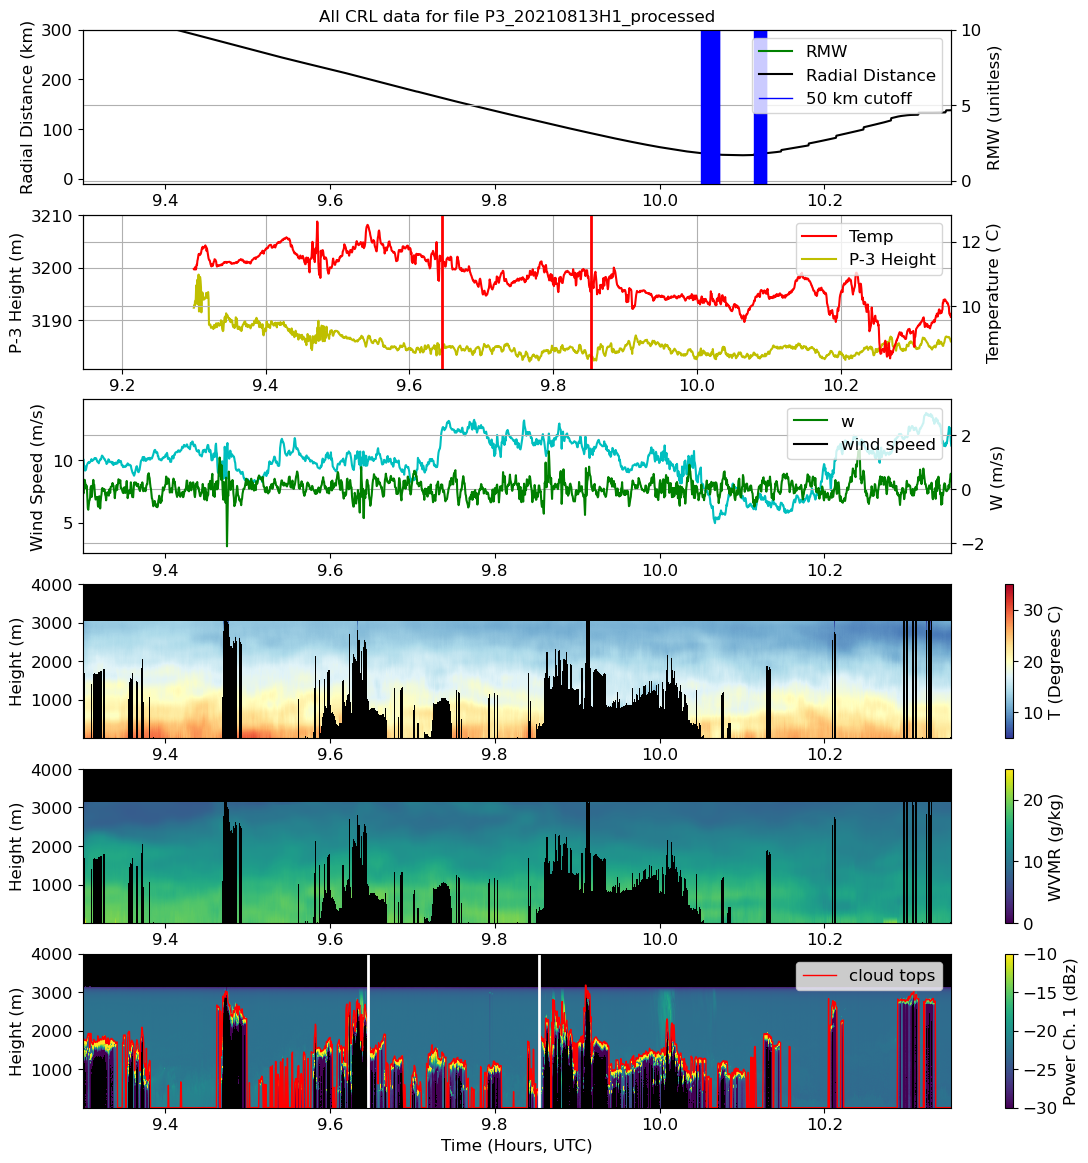 All CRL data for file P3_20210813H1_processed
Radial Distance (km)
300
200
100
0
10
5
0
RMW (unitless)
RMW
Radial Distance
50 km cutoff
9.4 9.6 9.8 10.0 10.2
P-3 Height (m)
3210
3200
3190
12
10
Temperature ( C)
Temp
P-3 Height
9.2 9.4 9.6 9.8 10.0 10.2
Wind Speed (m/s)
10
5
2
0
−2
W (m/s)
w
wind speed
9.4 9.6 9.8 10.0 10.2
Height (m)
4000
3000
2000
1000
30
20
10
T (Degrees C)
9.4 9.6 9.8 10.0 10.2
Height (m)
4000
3000
2000
1000
20
10
0
WVMR (g/kg)
9.4 9.6 9.8 10.0 10.2
Height (m)
4000
3000
2000
1000
cloud tops
−10
−15
−20
−25
−30
Power Ch. 1 (dBz)
9.4 9.6 9.8 10.0 10.2
Time (Hours, UTC)